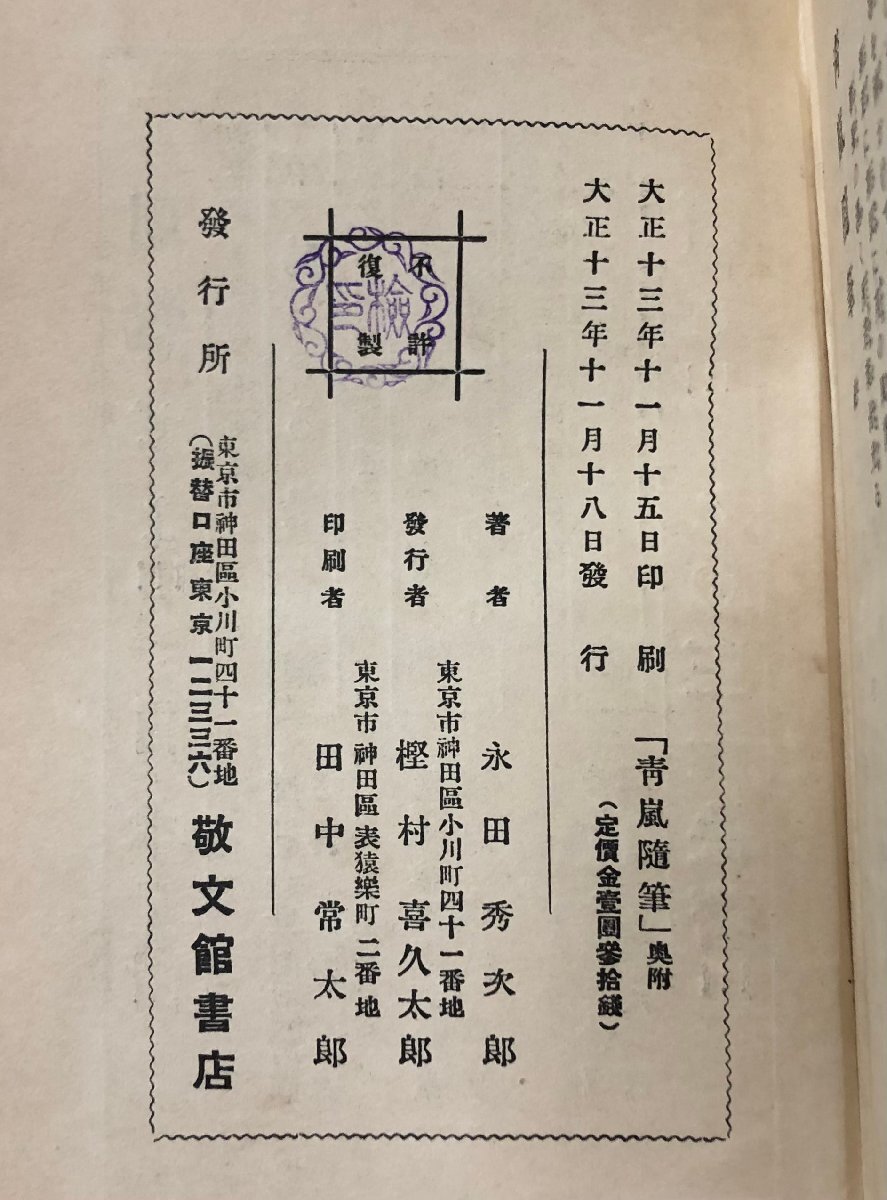 大正十三年十一月十五日印刷
大正十三年十一月十八日發行
「靑嵐隨筆」奥附
(定價金壹圓參拾錢)
不許
復製
檢印
著者 永田秀次郎
東京市神田區小川町四十一番地
發行者 樫村喜久太郎
東京市神田區表猿樂町二番地
印刷者 田中常太郎
發行所
東京市神田區小川町四十一番地
(振替口座東京一二三三六)
敬文館書店